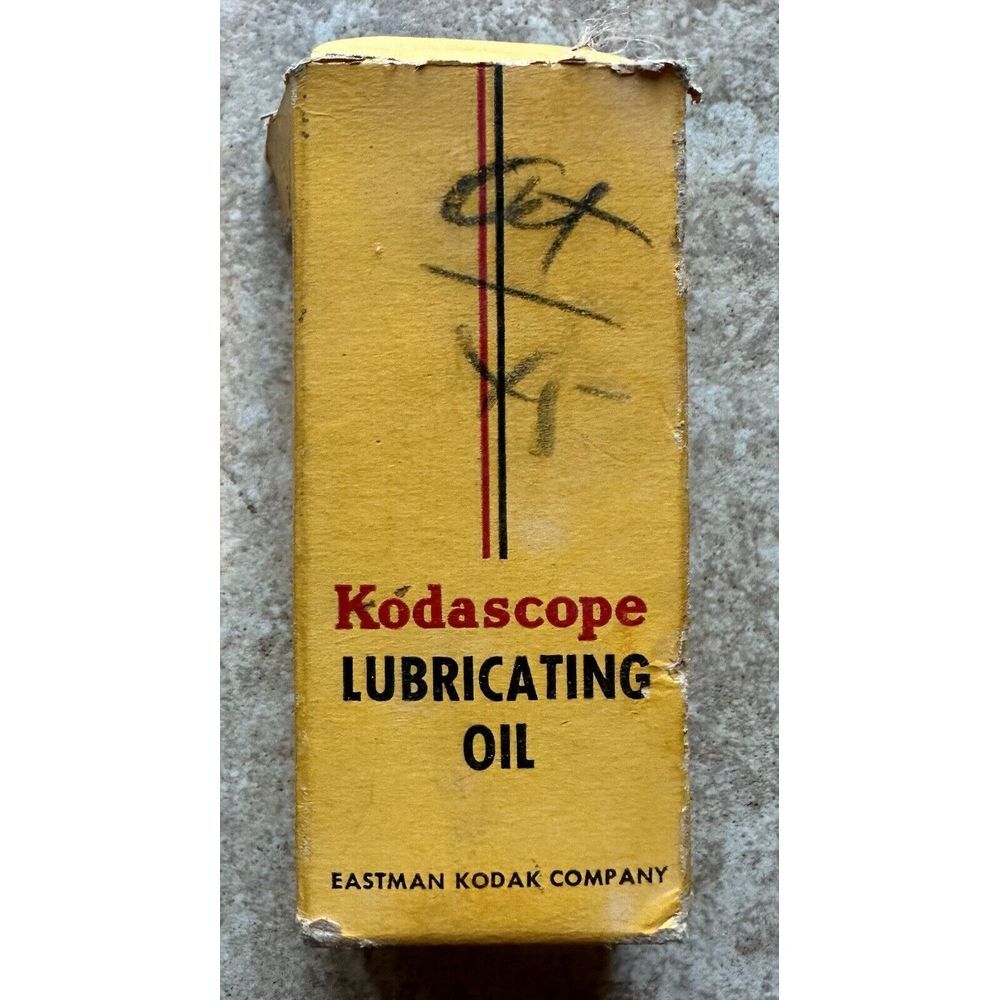 Kodascope
LUBRICATING
OIL
EASTMAN KODAK COMPANY